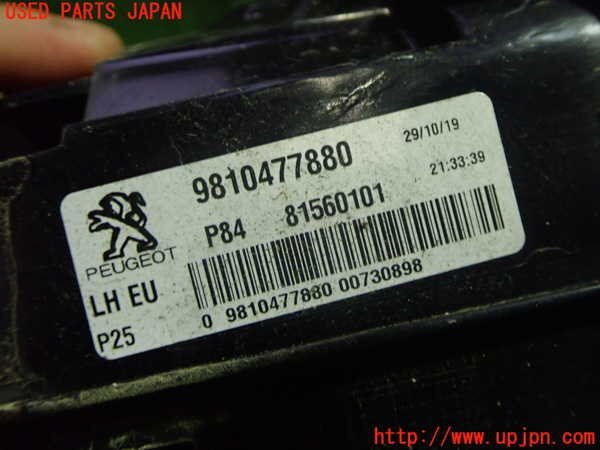 USED PARTS JAPAN
9810477880
29/10/19
P84 81560101
21:33:39
PEUGEOT
LH EU
P25
0 9810477880 00730898
http://www.upjpn.com/